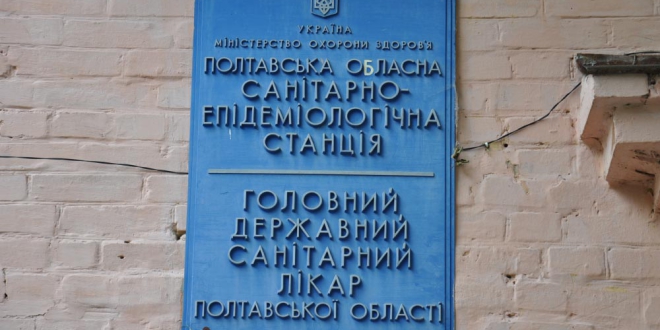 УКРАЇНА
МІНІСТЕРСТВО ОХОРОНИ ЗДОРОВ'Я
ПОЛТАВСЬКА ОБЛАСНА
САНІТАРНО-
ЕПІДЕМІОЛОГІЧНА
СТАНЦІЯ
ГОЛОВНИЙ
ДЕРЖАВНИЙ
САНІТАРНИЙ
ЛІКАР
ПОЛТАВСЬКОЇ ОБЛАСТІ